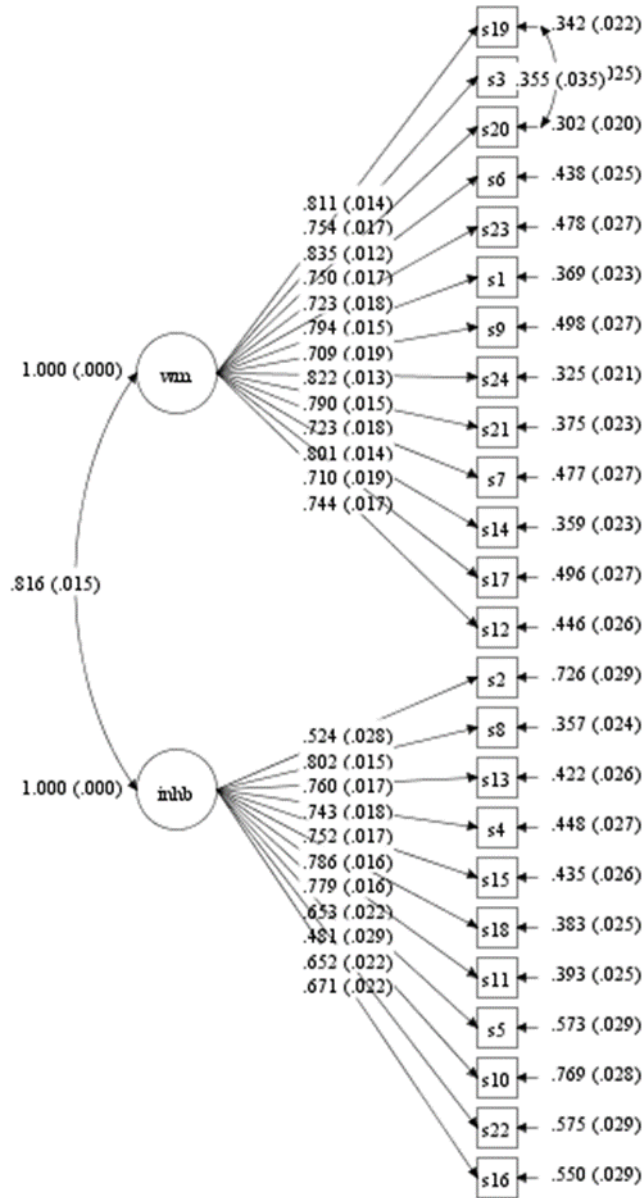 s19 .342 (.022)
s3 .355 (.035) 025)
s20 .302 (.020)
s6 .438 (.025)
.811 (.014)
.754 (.017) s23 .478 (.027)
.835 (.012)
.750 (.017) s1 .369 (.023)
.723 (.018)
.794 (.015) s9 .498 (.027)
.709 (.019)
1.000 (.000) wm .822 (.013) s24 .325 (.021)
.790 (.015)
.723 (.018) s21 .375 (.023)
.801 (.014)
.710 (.019) s7 .477 (.027)
.744 (.017)
s14 .359 (.023)
.816 (.015) s17 .496 (.027)
s12 .446 (.026)
s2 .726 (.029)
.524 (.028) s8 .357 (.024)
.802 (.015)
.760 (.017) s13 .422 (.026)
1.000 (.000) inhb
.743 (.018) s4 .448 (.027)
.752 (.017)
.786 (.016) s15 .435 (.026)
.779 (.016)
.653 (.022) s18 .383 (.025)
.481 (.029)
.652 (.022) s11 .393 (.025)
.671 (.022)
s5 .573 (.029)
s10 .769 (.028)
s22 .575 (.029)
s16 .550 (.029)